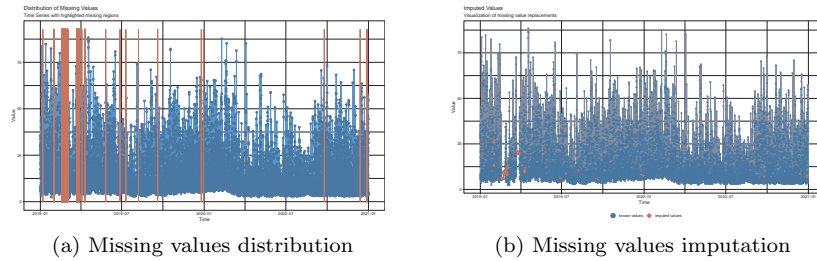 Distribution of Missing Values
Time Series with highlighted missing regions
Value
75
50
25
0
2019-01
2019-07
2020-01
2020-07
2021-01
Time
(a) Missing values distribution
Imputed Values
Visualization of missing value replacements
Value
75
50
25
0
2019-01
2019-07
2020-01
2020-07
2021-01
Time
known values
imputed values
(b) Missing values imputation